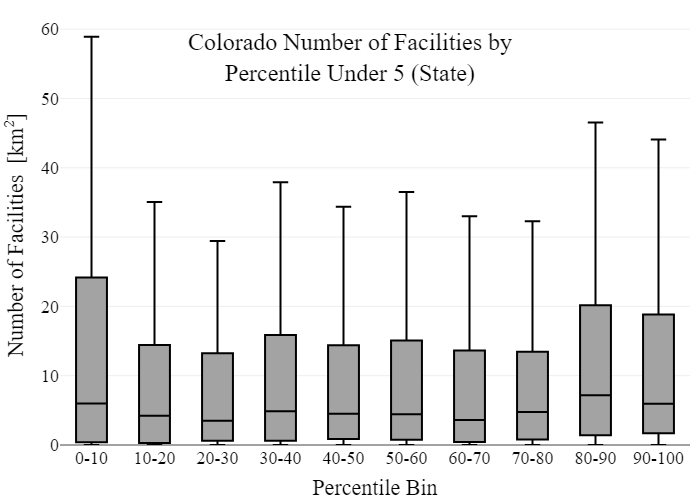 Colorado Number of Facilities by
Percentile Under 5 (State)
Number of Facilities [km²]
60
50
40
30
20
10
0
0-10 10-20 20-30 30-40 40-50 50-60 60-70 70-80 80-90 90-100
Percentile Bin